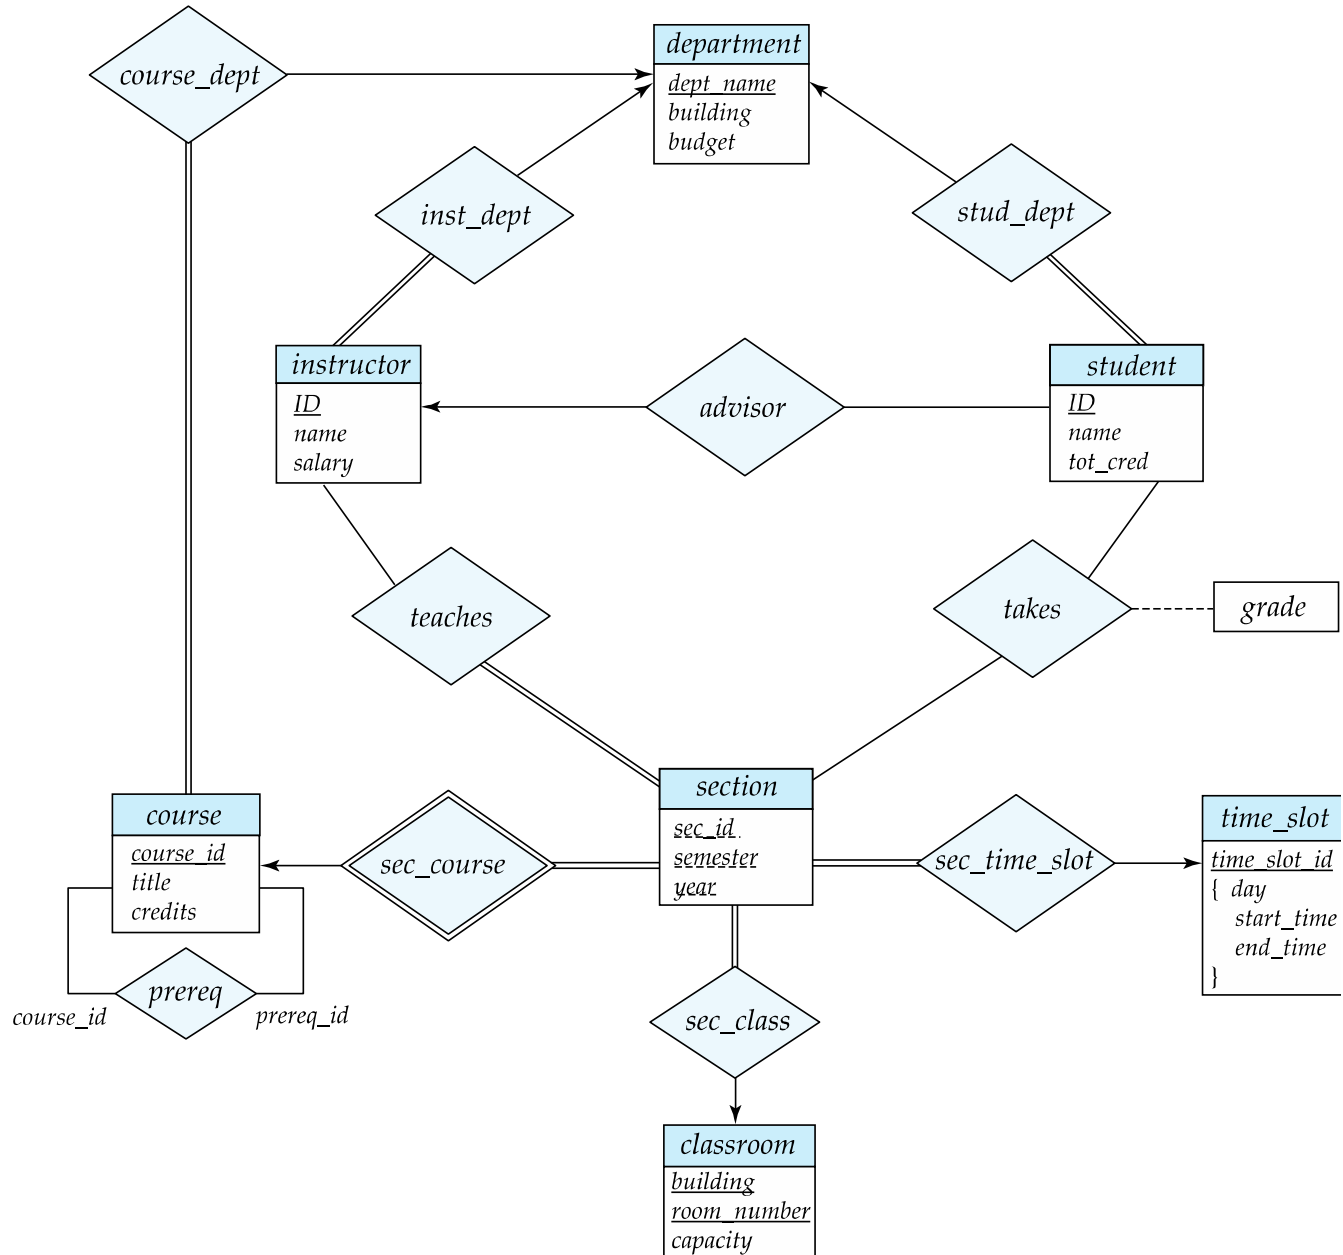 course_dept
department
dept_name
building
budget
inst_dept
stud_dept
instructor
ID
name
salary
advisor
student
ID
name
tot_cred
teaches
takes
grade
course
course_id
title
credits
sec_course
section
sec_id
semester
year
sec_time_slot
time_slot
time_slot_id
{ day
start_time
end_time
}
prereq
course_id
prereq_id
sec_class
classroom
building
room_number
capacity